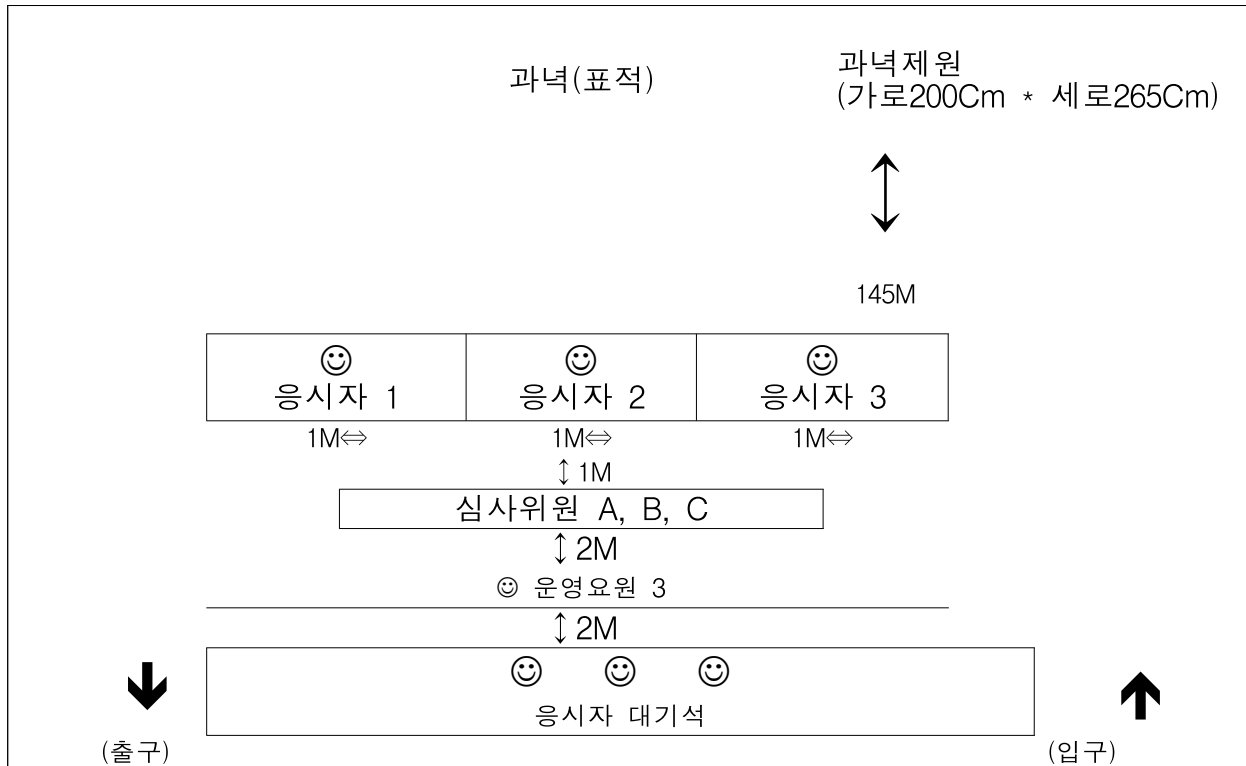 과녁(표적)
과녁제원
(가로200Cm * 세로265Cm)
145M
응시자 1
응시자 2
응시자 3
1M⇔
1M⇔
1M⇔
↕1M
심사위원 A, B, C
↕2M
☺ 운영요원 3
↕2M
응시자 대기석
(출구)
(입구)